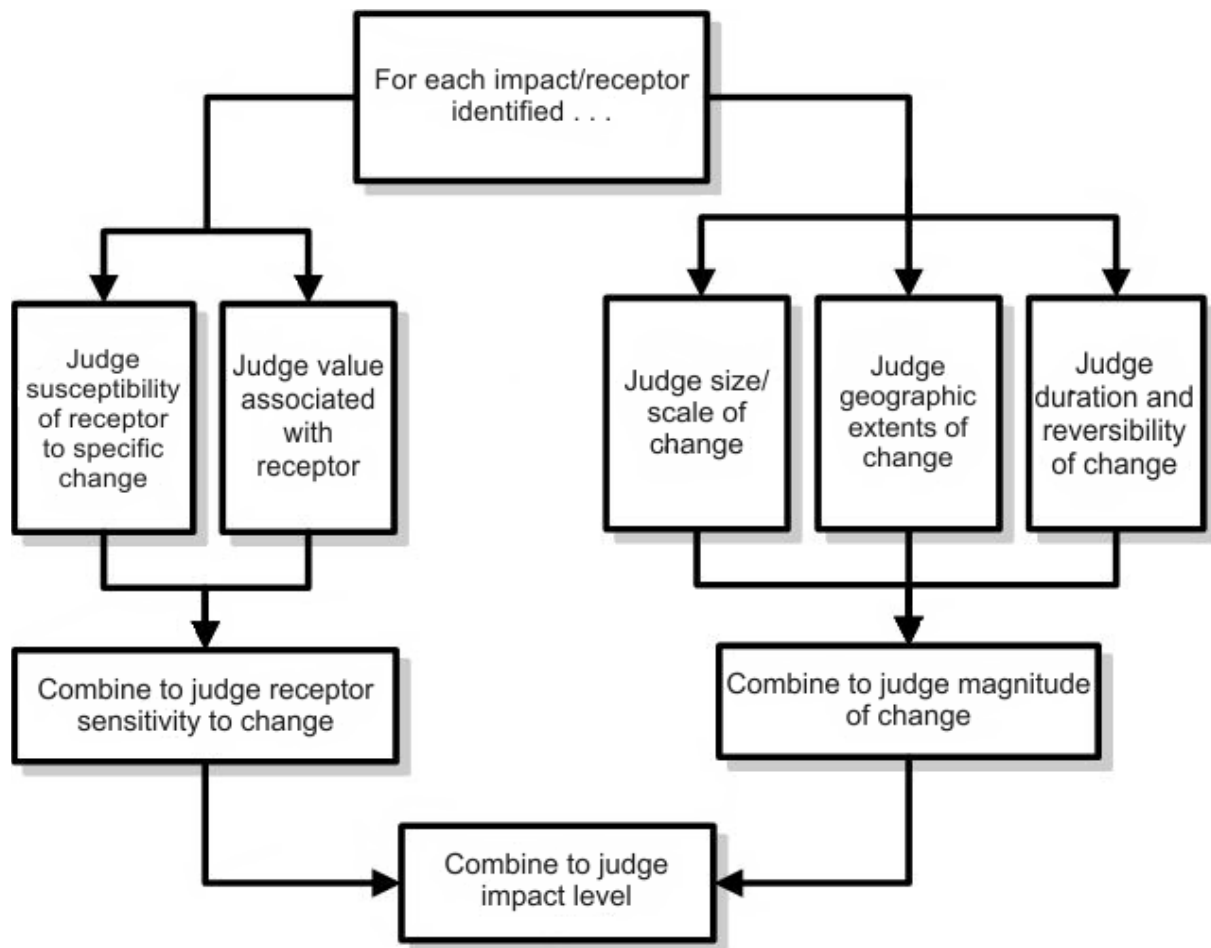 For each impact/receptor
identified . . .
Judge
susceptibility
of receptor
to specific
change
Judge value
associated
with
receptor
Judge size/
scale of
change
Judge
geographic
extents of
change
Judge
duration and
reversibility
of change
Combine to judge receptor
sensitivity to change
Combine to judge magnitude
of change
Combine to judge
impact level